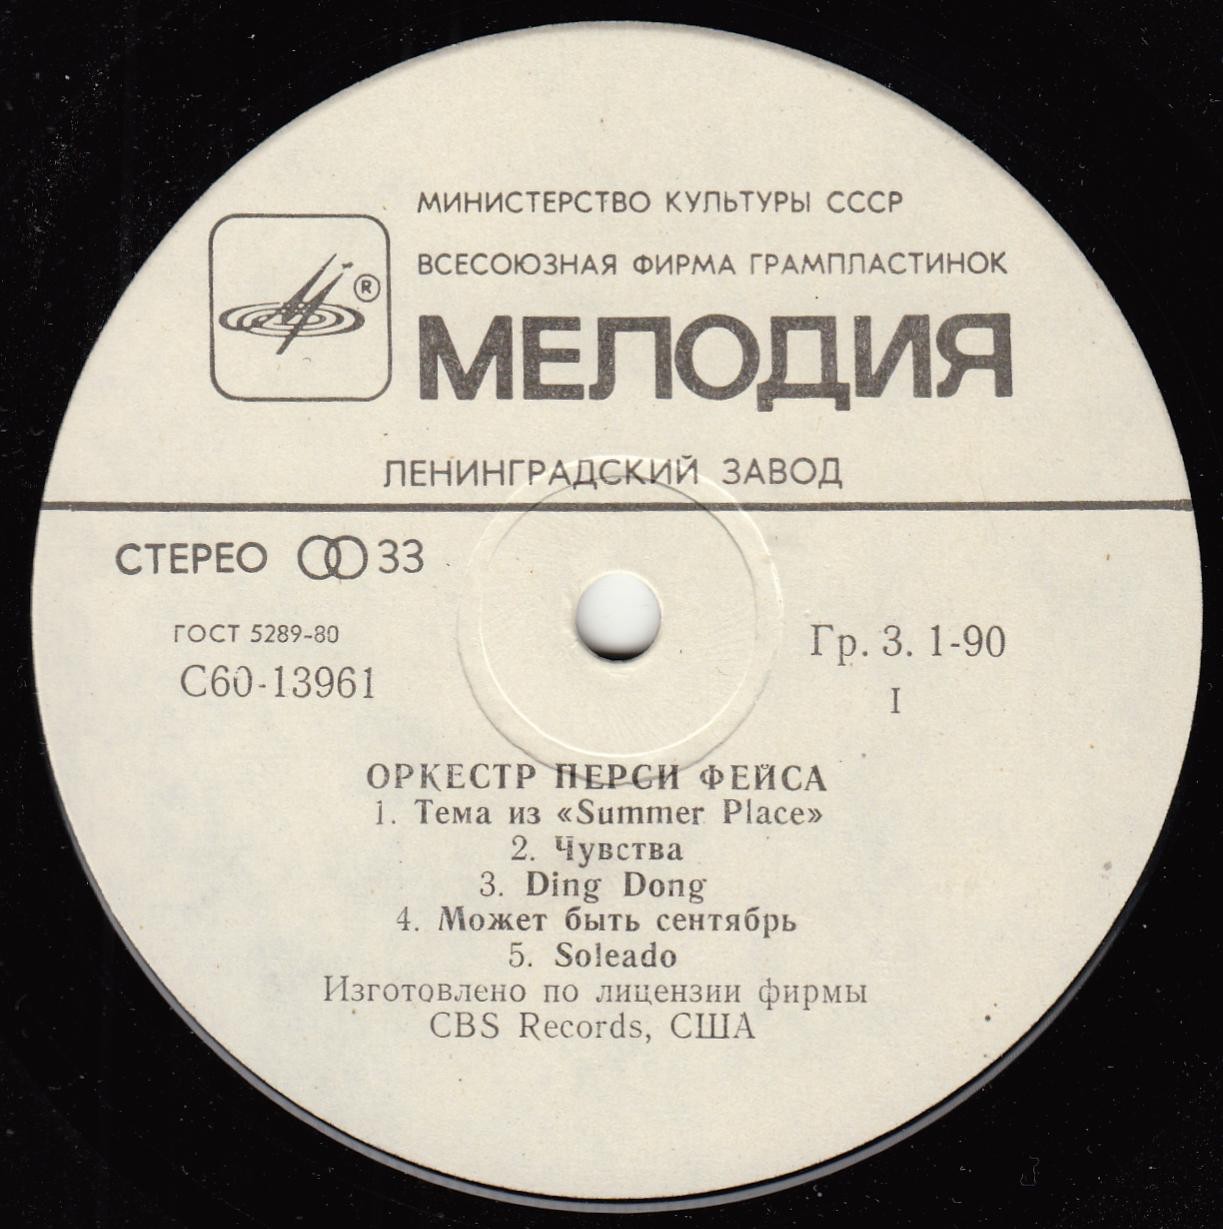 МИНИСТЕРСТВО КУЛЬТУРЫ СССР
ВСЕСОЮЗНАЯ ФИРМА ГРАМПЛАСТИНОК
®
МЕЛОДИЯ
ЛЕНИНГРАДСКИЙ ЗАВОД
СТЕРЕО 33
ГОСТ 5289-80
С60-13961
Гр. 3. 1-90
I
ОРКЕСТР ПЕРСИ ФЕЙСА
1. Тема из «Summer Place»
2. Чувства
3. Ding Dong
4. Может быть сентябрь
5. Soleado
Изготовлено по лицензии фирмы
CBS Records, США